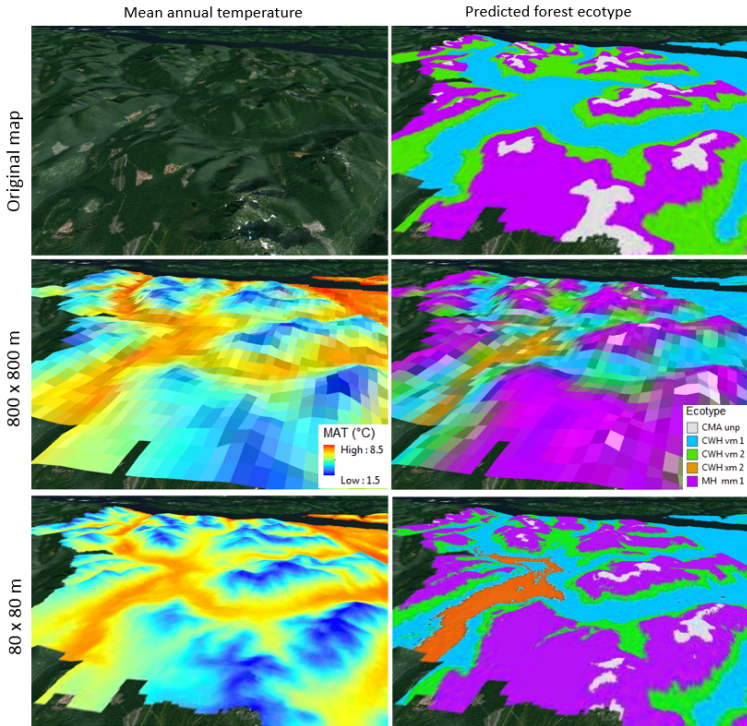 Mean annual temperature
Predicted forest ecotype
Original map
800 x 800 m
MAT (°C)
High : 8.5
Low : 1.5
Ecotype
CMA unp
CWH vm 1
CWH vm 2
CWH xm 2
MH mm 1
80 x 80 m